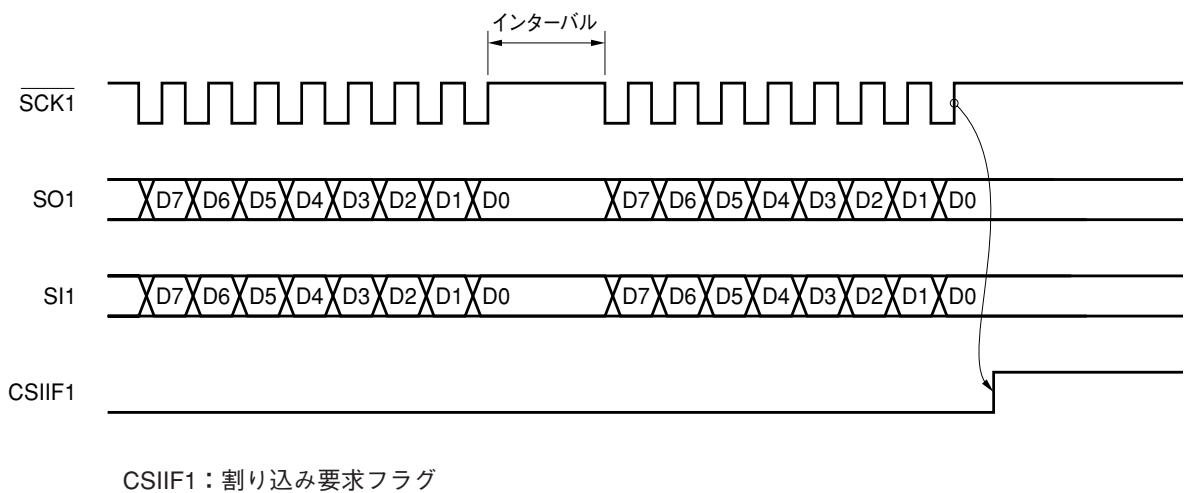 インターバル
SCK1
SO1 D7 D6 D5 D4 D3 D2 D1 D0 D7 D6 D5 D4 D3 D2 D1 D0
SI1 D7 D6 D5 D4 D3 D2 D1 D0 D7 D6 D5 D4 D3 D2 D1 D0
CSIIF1
CSIIF1：割り込み要求フラグ